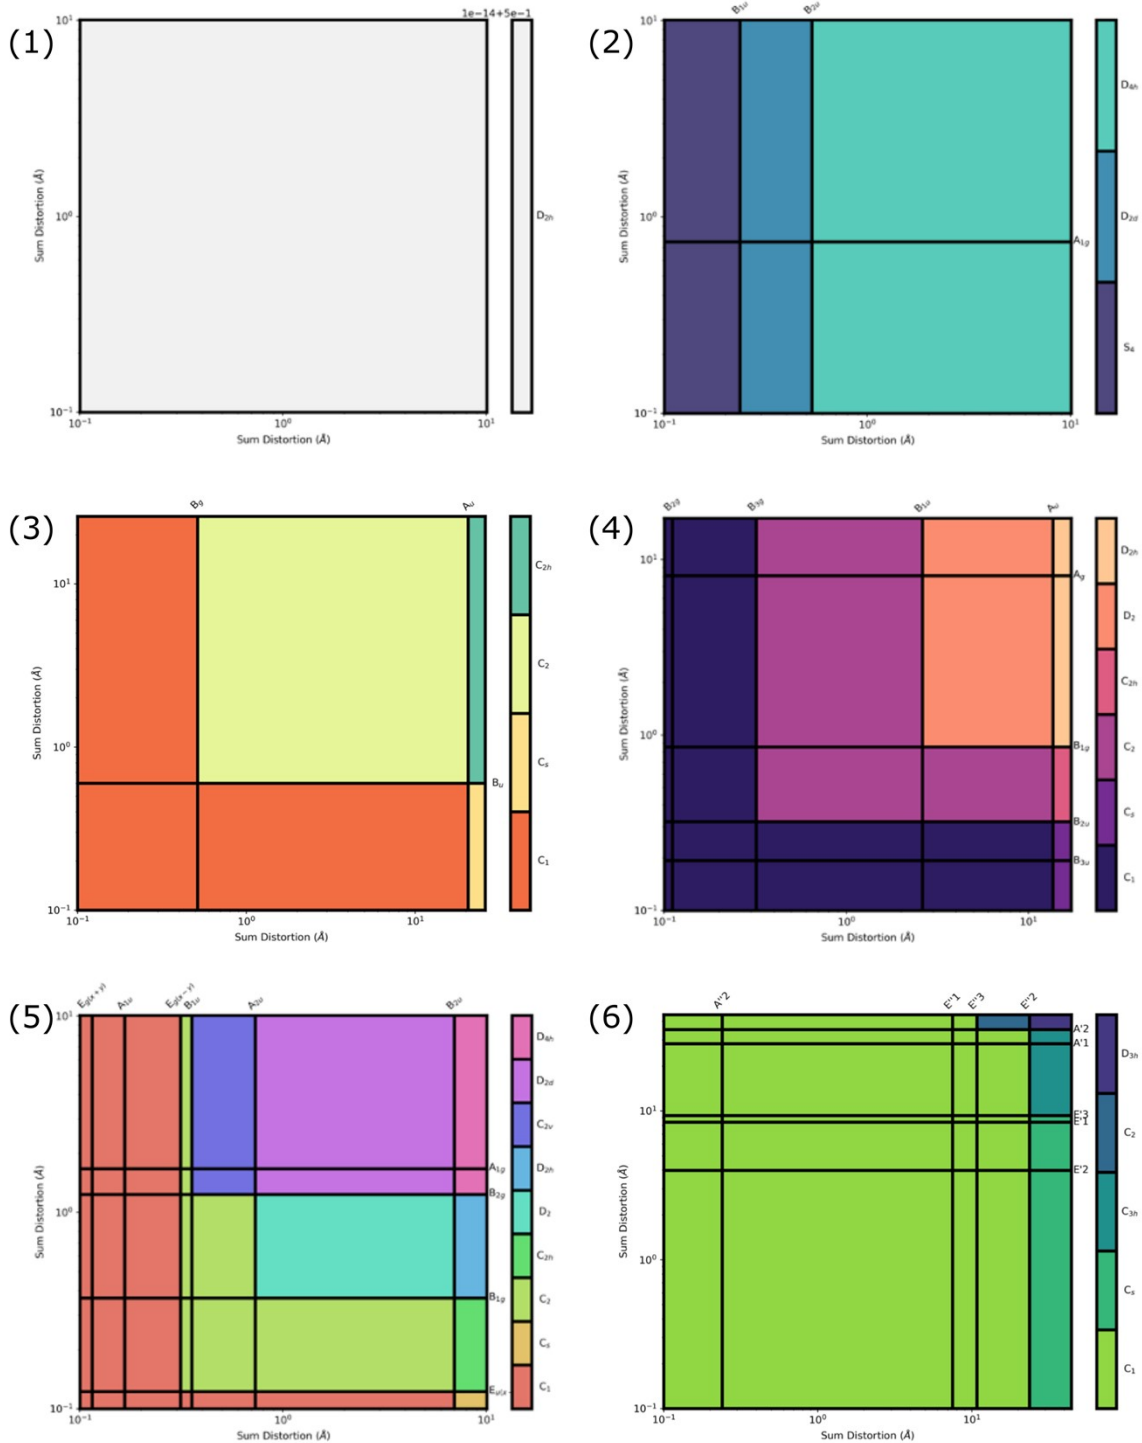 (1)
1e−14+5e−1
10¹
10⁰
10⁻¹
Sum Distortion (Å)
10⁻¹ 10⁰ 10¹
Sum Distortion (Å)
D₂ₕ
(2)
B₁ᵤ B₂ᵤ
10¹
10⁰
10⁻¹
Sum Distortion (Å)
10⁻¹ 10⁰ 10¹
Sum Distortion (Å)
A₁g
D₄ₕ
D₂d
S₄
(3)
Bg Aᵤ
10¹
10⁰
10⁻¹
Sum Distortion (Å)
10⁻¹ 10⁰ 10¹
Sum Distortion (Å)
Bᵤ
C₂ₕ
C₂
Cₛ
C₁
(4)
B₂g B₃g B₁ᵤ Aᵤ
10¹
10⁰
10⁻¹
Sum Distortion (Å)
10⁻¹ 10⁰ 10¹
Sum Distortion (Å)
Ag
B₁g
B₂ᵤ
B₃ᵤ
D₂ₕ
D₂
C₂ₕ
C₂
Cₛ
C₁
(5)
Eg(x+y) A₁ᵤ Eg(x−y) B₁ᵤ A₂ᵤ B₂ᵤ
10¹
10⁰
10⁻¹
Sum Distortion (Å)
10⁻¹ 10⁰ 10¹
Sum Distortion (Å)
A₁g
B₂g
B₁g
Eᵤ(x
D₄ₕ
D₂d
C₂ᵥ
D₂ₕ
D₂
C₂ₕ
C₂
Cₛ
C₁
(6)
A''2 E''1 E''3 E''2
10¹
10⁰
10⁻¹
Sum Distortion (Å)
10⁻¹ 10⁰ 10¹
Sum Distortion (Å)
A'2
A'1
E'3
E'1
E'2
D₃ₕ
C₂
C₃ₕ
Cₛ
C₁